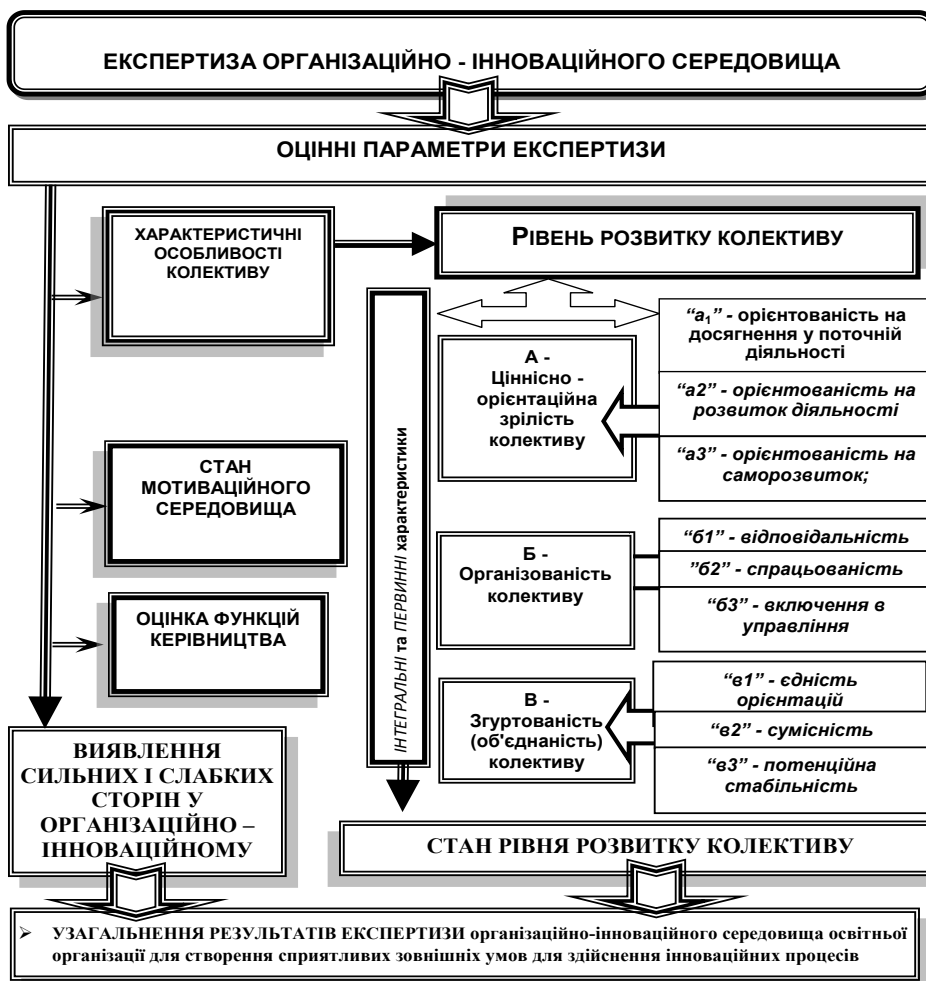 ЕКСПЕРТИЗА ОРГАНІЗАЦІЙНО - ІННОВАЦІЙНОГО СЕРЕДОВИЩА
ОЦІННІ ПАРАМЕТРИ ЕКСПЕРТИЗИ
ХАРАКТЕРИСТИЧНІ
ОСОБЛИВОСТІ
КОЛЕКТИВУ
РІВЕНЬ РОЗВИТКУ КОЛЕКТИВУ
ІНТЕГРАЛЬНІ та ПЕРВИННІ характеристики
А -
Ціннісно -
орієнтаційна
зрілість
колективу
“а₁” - орієнтованість на
досягнення у поточній
діяльності
“а2” - орієнтованість на
розвиток діяльності
“а3” - орієнтованість на
саморозвиток;
СТАН
МОТИВАЦІЙНОГО
СЕРЕДОВИЩА
Б -
Організованість
колективу
“б1” - відповідальність
”б2” - спрацьованість
“б3” - включення в
управління
ОЦІНКА ФУНКЦІЙ
КЕРІВНИЦТВА
В -
Згуртованість
(об'єднаність)
колективу
“в1” - єдність
орієнтацій
“в2” - сумісність
“в3” - потенційна
стабільність
ВИЯВЛЕННЯ
СИЛЬНИХ І СЛАБКИХ
СТОРІН У
ОРГАНІЗАЦІЙНО –
ІННОВАЦІЙНОМУ
СТАН РІВНЯ РОЗВИТКУ КОЛЕКТИВУ
➢ УЗАГАЛЬНЕННЯ РЕЗУЛЬТАТІВ ЕКСПЕРТИЗИ організаційно-інноваційного середовища освітньої
організації для створення сприятливих зовнішніх умов для здійснення інноваційних процесів